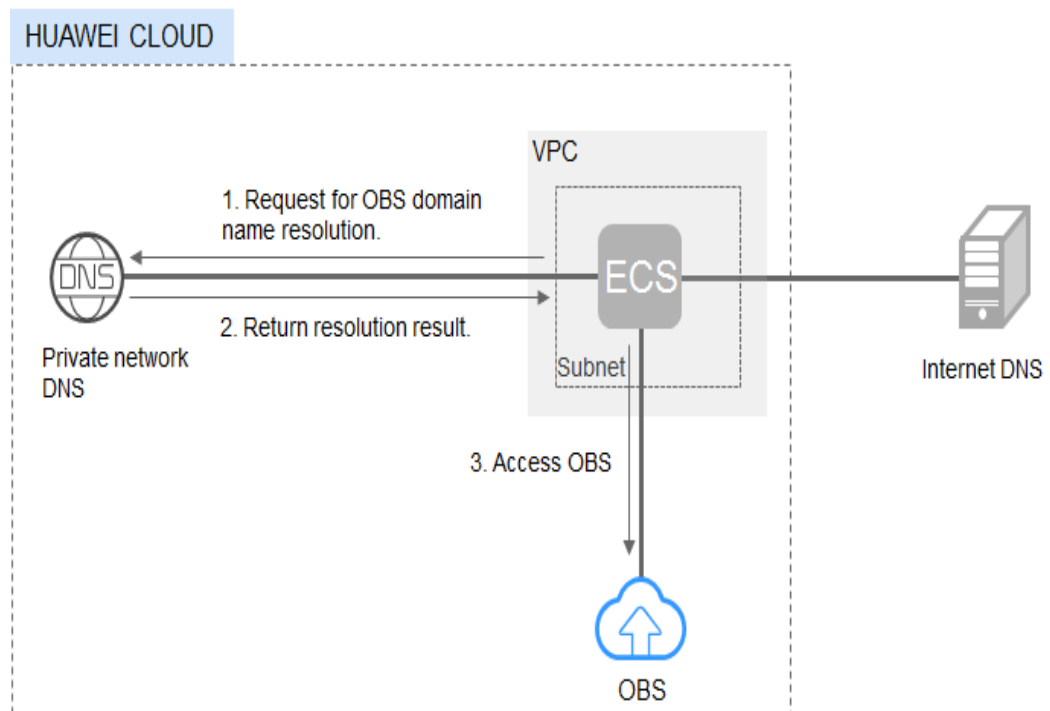 HUAWEI CLOUD
VPC
1. Request for OBS domain
name resolution.
DNS
ECS
2. Return resolution result.
Private network
DNS
Subnet
Internet DNS
3. Access OBS
OBS